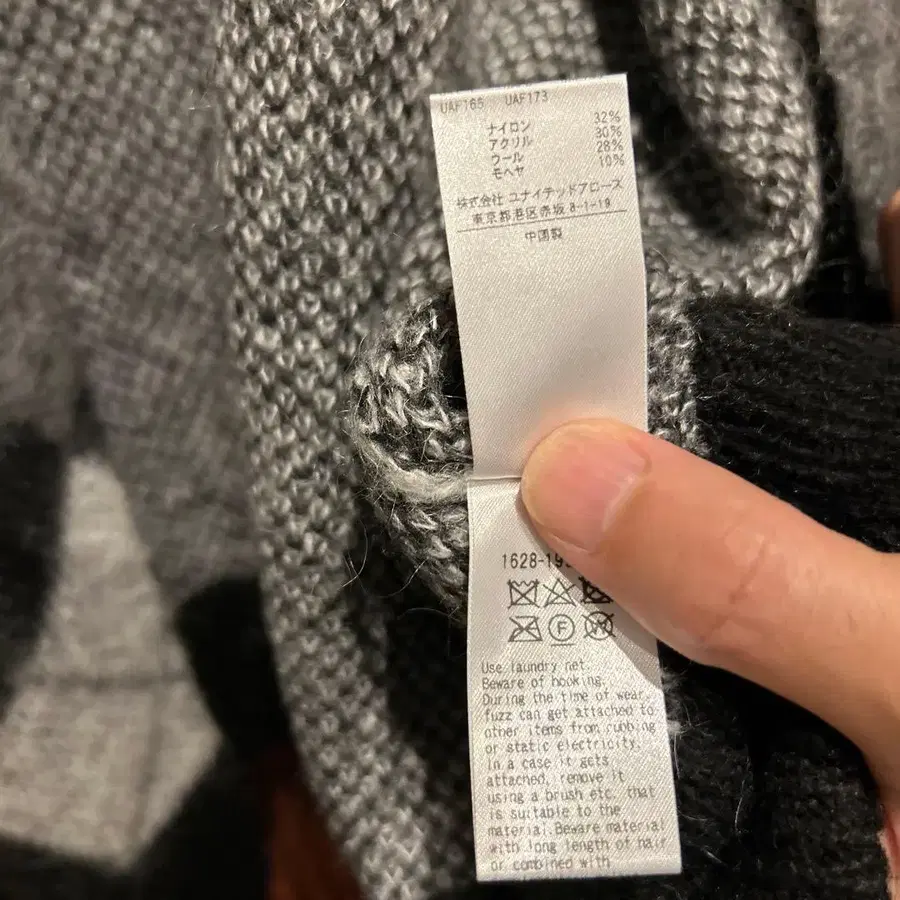 UAF165 UAF173
ナイロン 32%
アクリル 30%
ウール 28%
モヘヤ 10%
株式会社 ユナイテッドアローズ
東京都港区赤坂 8-1-19
中国製
1628-19
F
W
Use laundry net.
Beware of hooking.
During the time of wear,
fuzz can get attached to
other items from rubbing
or static electricity.
In a case it gets
attached, remove it
using a brush etc. that
is suitable to the
material.Beware material
with long length of hair
or combined with